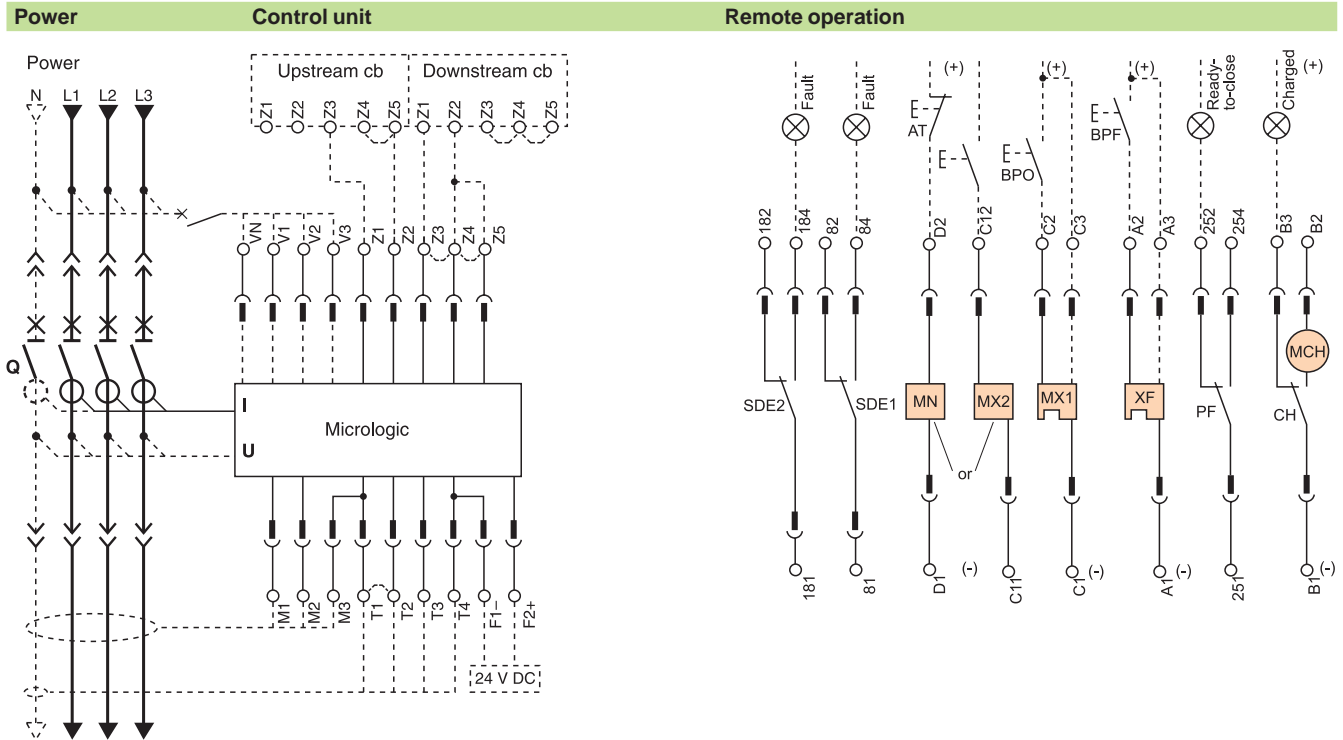 Power Control unit Remote operation
Power
N L1 L2 L3
Upstream cb Downstream cb
Z1 Z2 Z3 Z4 Z5 Z1 Z2 Z3 Z4 Z5
VN V1 V2 V3 Z1 Z2 Z3 Z4 Z5
Q
I
U
Micrologic
M1 M2 M3 T1 T2 T3 T4 F1– F2+
24 V DC
Fault Fault (+) (+) (+) Ready-to-close Charged (+)
AT BPO BPF
182 184 82 84 D2 C12 C2 C3 A2 A3 252 254 B3 B2
SDE2 SDE1 MN MX2 MX1 XF PF CH MCH
or
181 81 D1 (-) C11 C1 (-) A1 (-) 251 B1 (-)